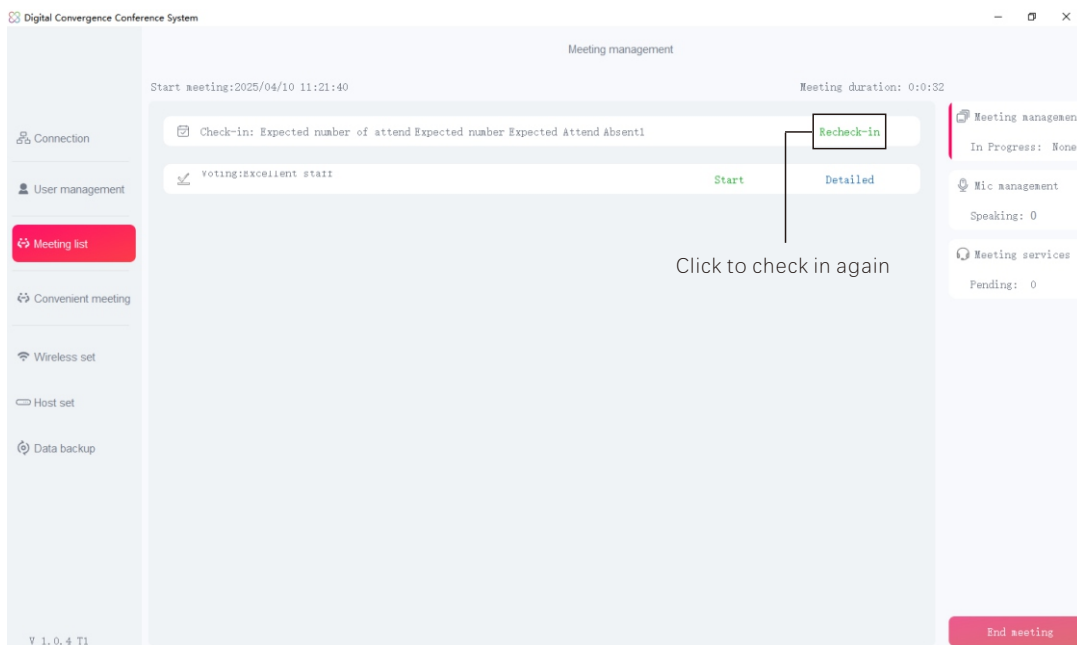 Digital Convergence Conference System
Meeting management
Start meeting:2025/04/10 11:21:40
Meeting duration: 0:0:32
Connection
User management
Meeting list
Convenient meeting
Wireless set
Host set
Data backup
V 1.0.4 T1
Check-in: Expected number of attend Expected number Expected Attend Absent1
Recheck-in
Voting:Excellent staff
Start
Detailed
Click to check in again
Meeting managemen
In Progress: None
Mic management
Speaking: 0
Meeting services
Pending: 0
End meeting